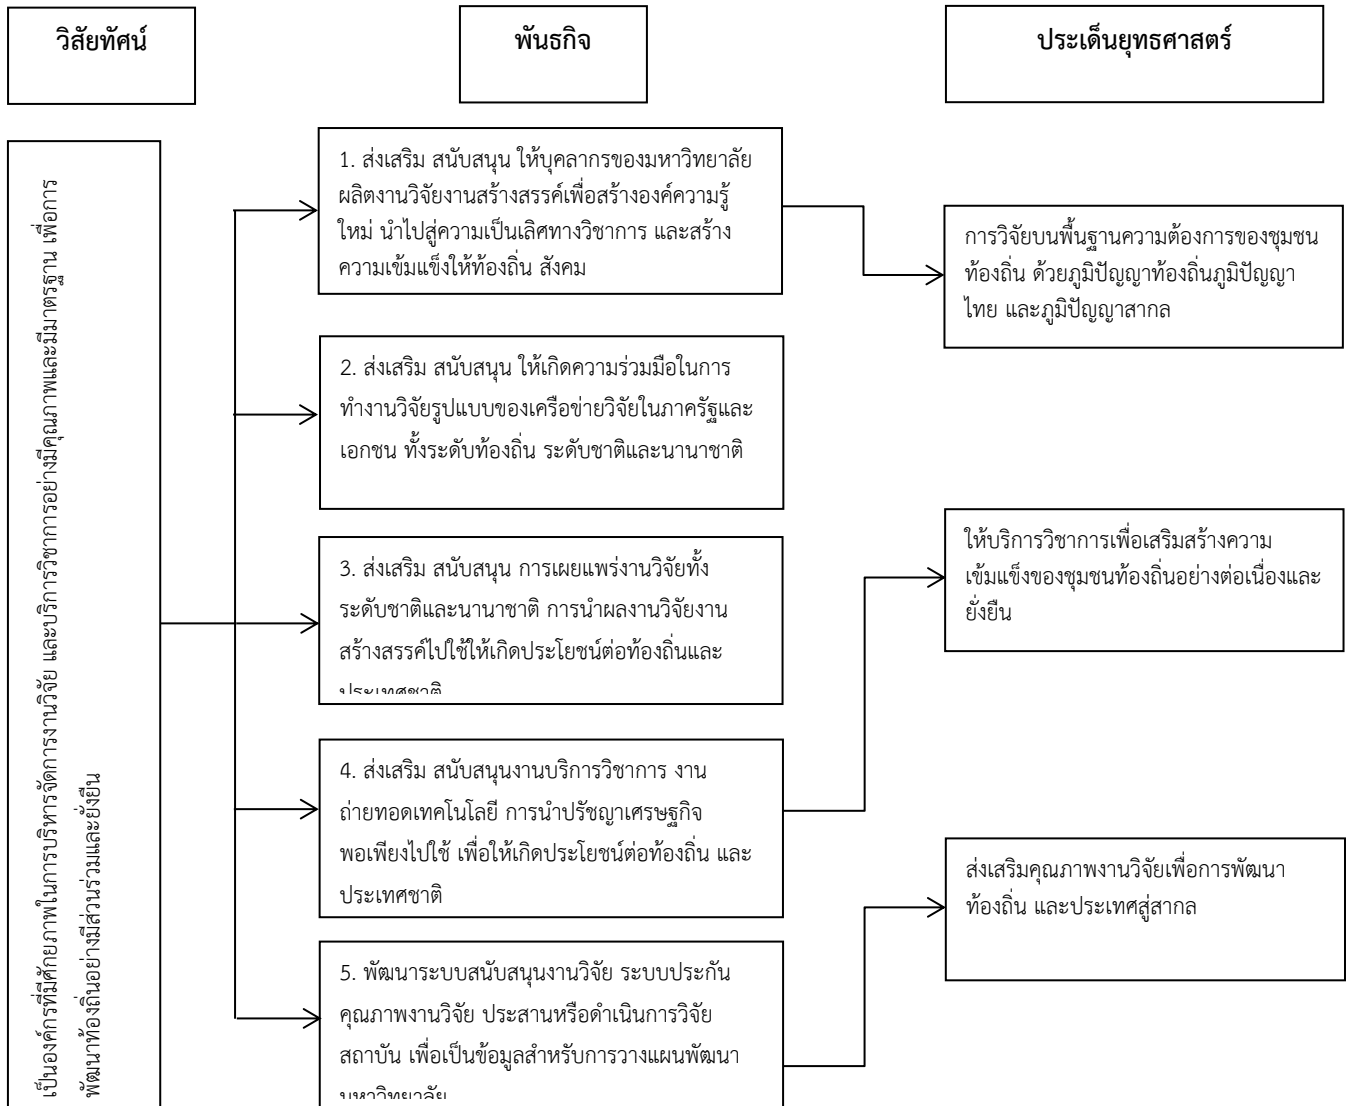 วิสัยทัศน์
พันธกิจ
ประเด็นยุทธศาสตร์
เป็นองค์กรที่มีศักยภาพในการบริหารจัดการงานวิจัย และบริการวิชาการอย่างมีคุณภาพและมีมาตรฐาน เพื่อการ
พัฒนาท้องถิ่นอย่างมีส่วนร่วมและยั่งยืน
1. ส่งเสริม สนับสนุน ให้บุคลากรของมหาวิทยาลัย
ผลิตงานวิจัยงานสร้างสรรค์เพื่อสร้างองค์ความรู้
ใหม่ นำไปสู่ความเป็นเลิศทางวิชาการ และสร้าง
ความเข้มแข็งให้ท้องถิ่น สังคม
2. ส่งเสริม สนับสนุน ให้เกิดความร่วมมือในการ
ทำงานวิจัยรูปแบบของเครือข่ายวิจัยในภาครัฐและ
เอกชน ทั้งระดับท้องถิ่น ระดับชาติและนานาชาติ
3. ส่งเสริม สนับสนุน การเผยแพร่งานวิจัยทั้ง
ระดับชาติและนานาชาติ การนำผลงานวิจัยงาน
สร้างสรรค์ไปใช้ให้เกิดประโยชน์ต่อท้องถิ่นและ
ประเทศชาติ
4. ส่งเสริม สนับสนุนงานบริการวิชาการ งาน
ถ่ายทอดเทคโนโลยี การนำปรัชญาเศรษฐกิจ
พอเพียงไปใช้ เพื่อให้เกิดประโยชน์ต่อท้องถิ่น และ
ประเทศชาติ
5. พัฒนาระบบสนับสนุนงานวิจัย ระบบประกัน
คุณภาพงานวิจัย ประสานหรือดำเนินการวิจัย
สถาบัน เพื่อเป็นข้อมูลสำหรับการวางแผนพัฒนา
มหาวิทยาลัย
การวิจัยบนพื้นฐานความต้องการของชุมชน
ท้องถิ่น ด้วยภูมิปัญญาท้องถิ่นภูมิปัญญา
ไทย และภูมิปัญญาสากล
ให้บริการวิชาการเพื่อเสริมสร้างความ
เข้มแข็งของชุมชนท้องถิ่นอย่างต่อเนื่องและ
ยั่งยืน
ส่งเสริมคุณภาพงานวิจัยเพื่อการพัฒนา
ท้องถิ่น และประเทศสู่สากล